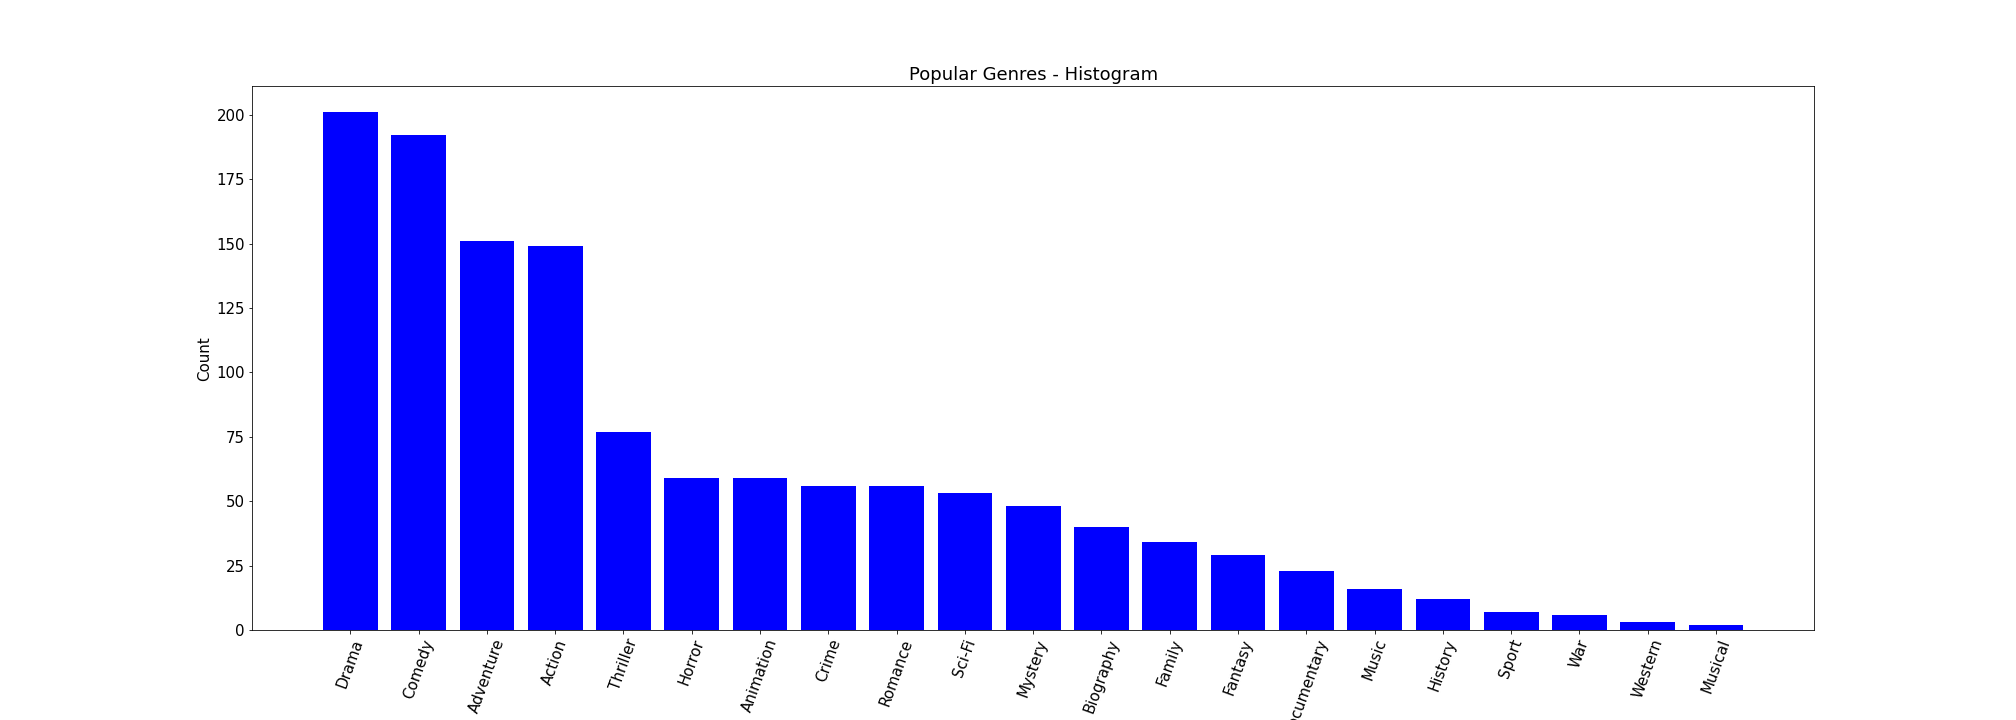 Popular Genres - Histogram
Count
200
175
150
125
100
75
50
25
0
Drama
Comedy
Adventure
Action
Thriller
Horror
Animation
Crime
Romance
Sci-Fi
Mystery
Biography
Family
Fantasy
cumentary
Music
History
Sport
War
Western
Musical